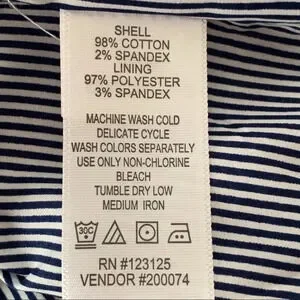 SHELL
98% COTTON
2% SPANDEX
LINING
97% POLYESTER
3% SPANDEX
MACHINE WASH COLD
DELICATE CYCLE
WASH COLORS SEPARATELY
USE ONLY NON-CHLORINE
BLEACH
TUMBLE DRY LOW
MEDIUM IRON
30C
RN #123125
VENDOR #200074